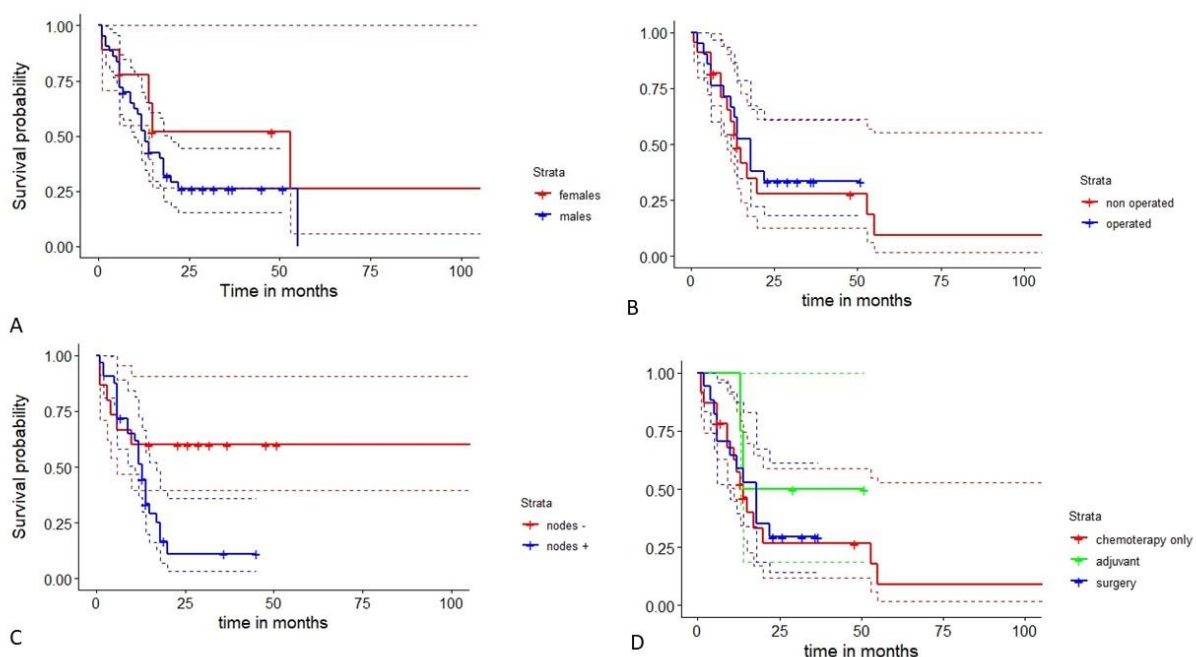 1.00
0.75
0.50
0.25
0.00
Survival probability
0 25 50 75 100
Time in months
Strata
females
males
A
1.00
0.75
0.50
0.25
0.00
Survival probability
0 25 50 75 100
time in months
Strata
non operated
operated
B
1.00
0.75
0.50
0.25
0.00
Survival probability
0 25 50 75 100
time in months
Strata
nodes -
nodes +
C
1.00
0.75
0.50
0.25
0.00
0 25 50 75 100
time in months
Strata
chemoterapy only
adjuvant
surgery
D